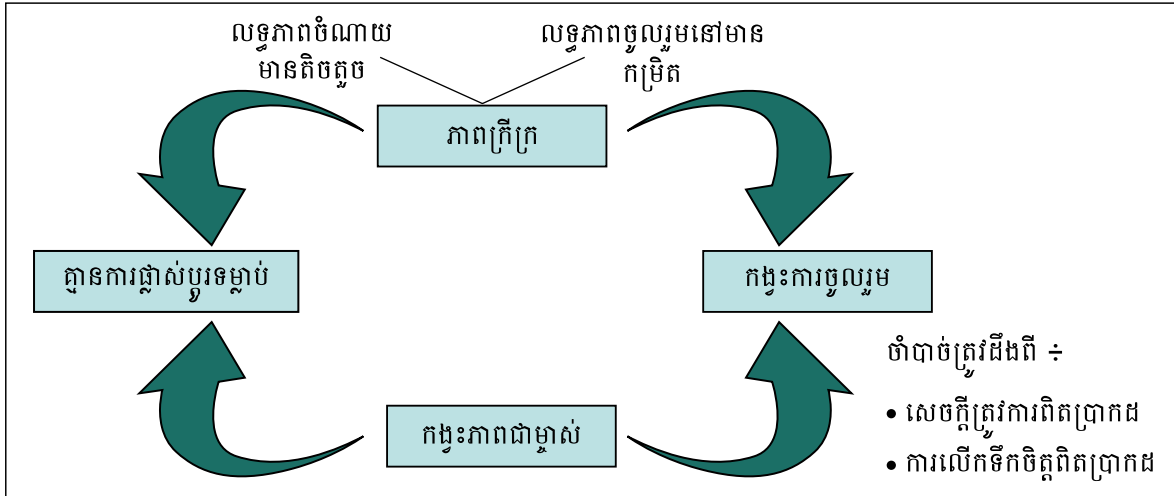 លទ្ធភាពចំណាយ
មានតិចតួច
លទ្ធភាពចូលរួមនៅមាន
កម្រិត
ភាពក្រីក្រ
គ្មានការផ្លាស់ប្តូរទម្លាប់
កង្វះការចូលរួម
កង្វះភាពជាម្ចាស់
ចាំបាច់ត្រូវដឹងពី ÷
• សេចក្តីត្រូវការពិតប្រាកដ
• ការលើកទឹកចិត្តពិតប្រាកដ